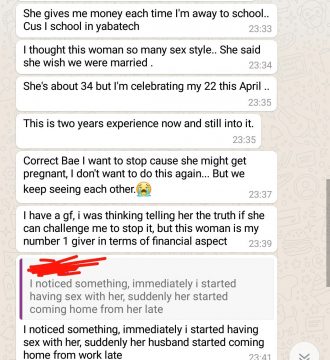 She gives me money each time I'm away to school..
Cus I school in yabatech
23:33
I thought this woman so many sex style.. She said
she wish we were married .
23:34
She's about 34 but I'm celebrating my 22 this April ..
23:35
This is two years experience now and still into it.
23:35
Correct Bae I want to stop cause she might get
pregnant, I don't want to do this again... But we
keep seeing each other.😭
23:37
I have a gf, i was thinking telling her the truth if she
can challenge me to stop it, but this woman is my
number 1 giver in terms of financial aspect
23:39
I noticed something, immediately i started
having sex with her, suddenly her started
coming home from her late
I noticed something, immediately i started
having sex with her, suddenly her husband started
coming home from work late
23:41